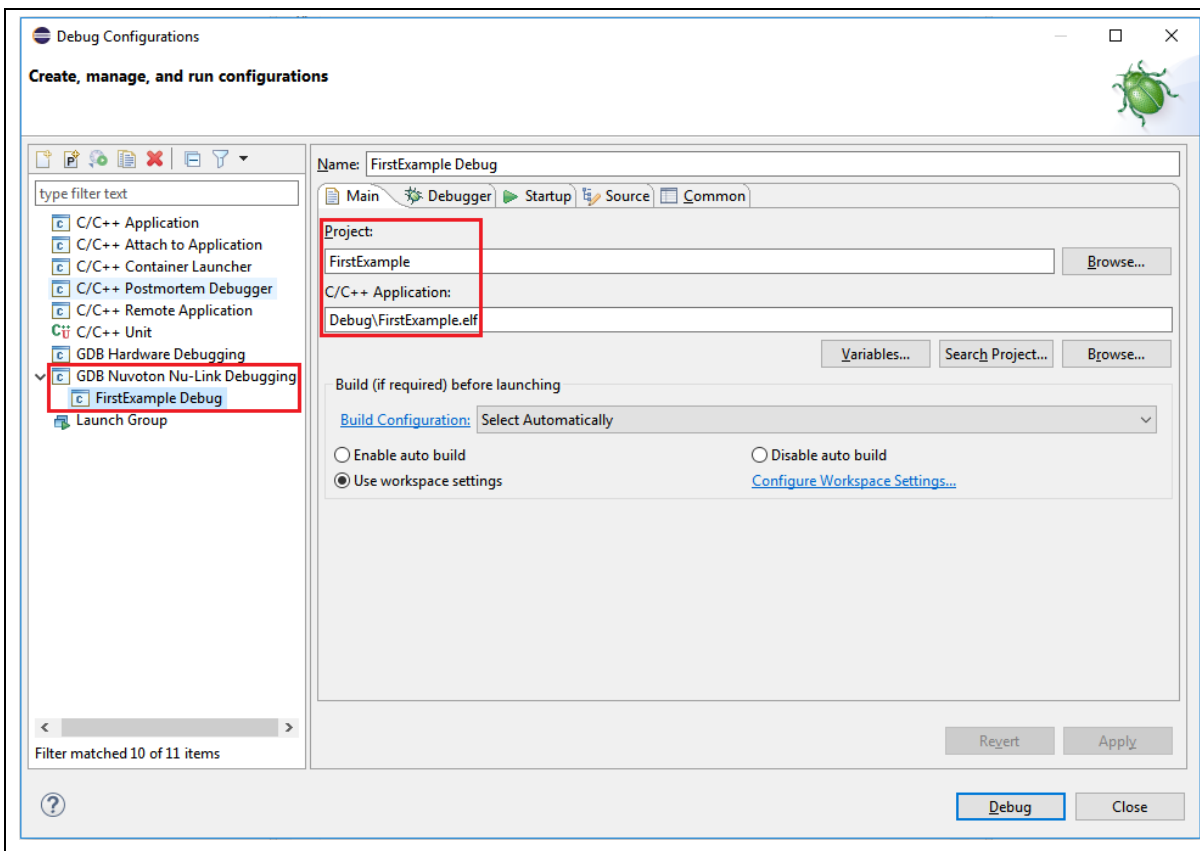 Debug Configurations
Create, manage, and run configurations
type filter text
C/C++ Application
C/C++ Attach to Application
C/C++ Container Launcher
C/C++ Postmortem Debugger
C/C++ Remote Application
C/C++ Unit
GDB Hardware Debugging
GDB Nuvoton Nu-Link Debugging
FirstExample Debug
Launch Group
Filter matched 10 of 11 items
Name: FirstExample Debug
Main Debugger Startup Source Common
Project:
FirstExample Browse...
C/C++ Application:
Debug\FirstExample.elf
Variables... Search Project... Browse...
Build (if required) before launching
Build Configuration: Select Automatically
Enable auto build Disable auto build
Use workspace settings Configure Workspace Settings...
Revert Apply
Debug Close